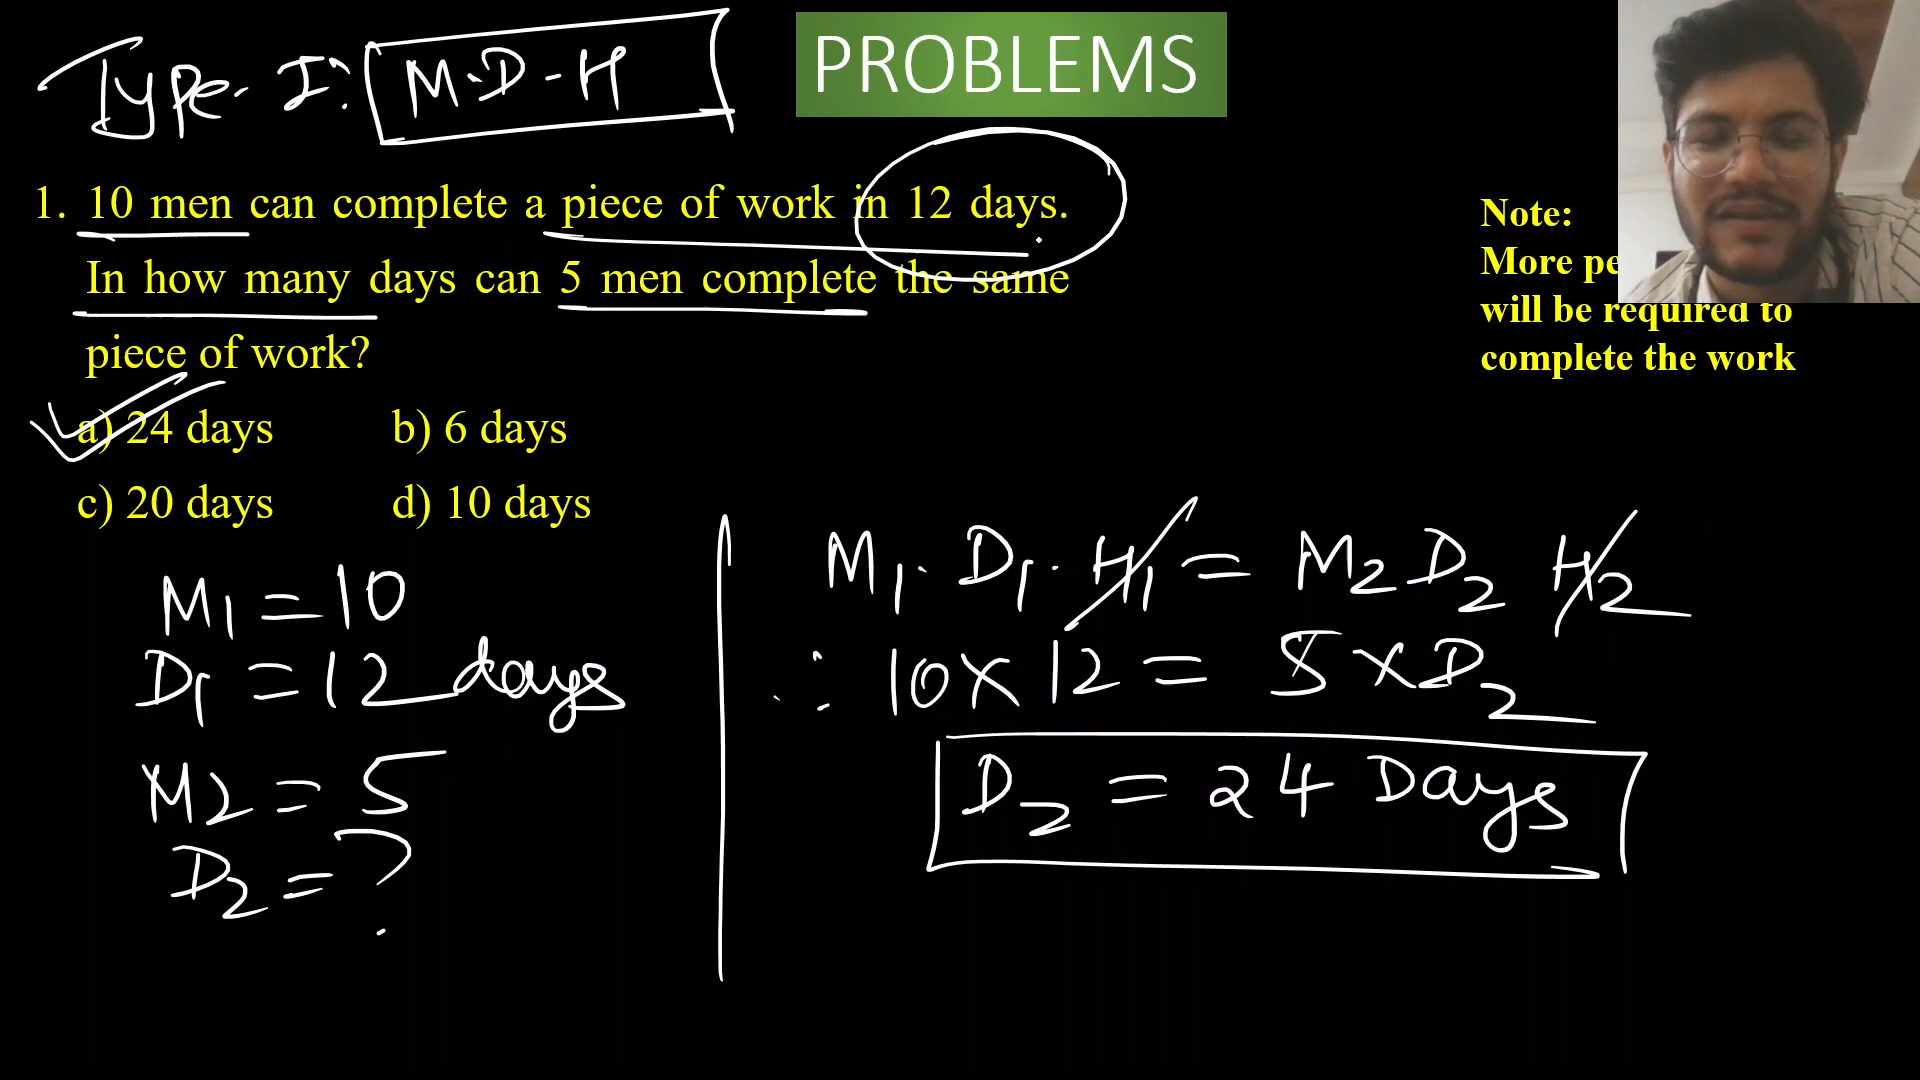 Type- I: M-D-H
PROBLEMS
1. 10 men can complete a piece of work in 12 days.
In how many days can 5 men complete the same
piece of work?
a) 24 days b) 6 days
c) 20 days d) 10 days
Note:
More
will be required to
complete the work
M1 = 10
D1 = 12 days
M2 = 5
D2 = ?
M1 . D1 . H1 = M2 D2 H2
∴ 10 X 12 = 5 X D2
D2 = 24 Days